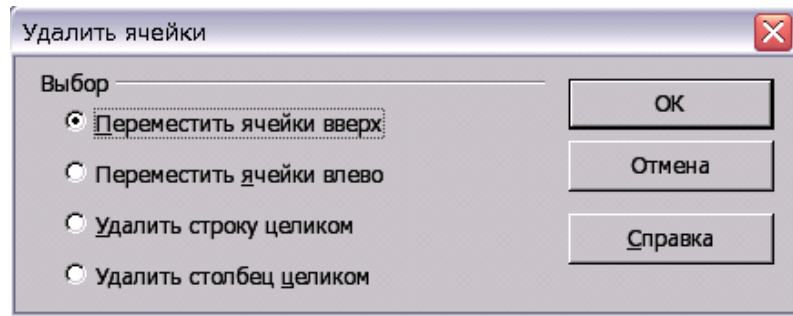 Удалить ячейки
Выбор
Переместить ячейки вверх
Переместить ячейки влево
Удалить строку целиком
Удалить столбец целиком
ОК
Отмена
Справка